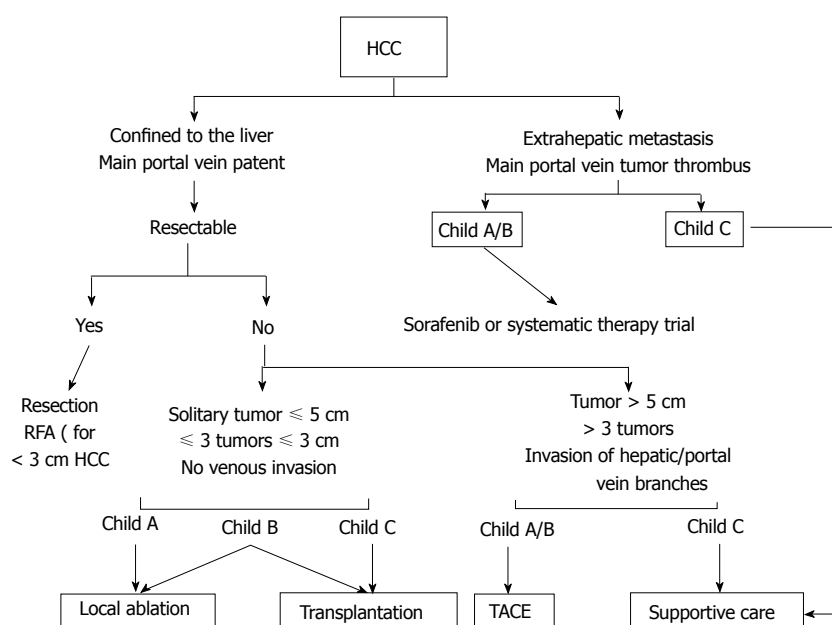 HCC
Confined to the liver
Main portal vein patent
Extrahepatic metastasis
Main portal vein tumor thrombus
Resectable
Child A/B
Child C
Yes
No
Sorafenib or systematic therapy trial
Resection
RFA ( for
< 3 cm HCC
Solitary tumor ≤ 5 cm
≤ 3 tumors ≤ 3 cm
No venous invasion
Tumor > 5 cm
> 3 tumors
Invasion of hepatic/portal
vein branches
Child A
Child B
Child C
Child A/B
Child C
Local ablation
Transplantation
TACE
Supportive care